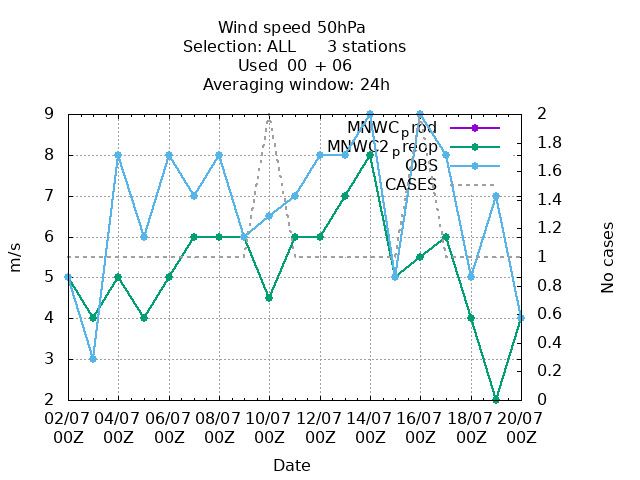 Wind speed 50hPa
Selection: ALL 3 stations
Used 00 + 06
Averaging window: 24h
9 2
MNWCprod
1.8
MNWC2preop
8
OBS
1.6
CASES
7 1.4
1.2
6
1
5
0.8
4 0.6
0.4
3
0.2
2 0
m/s
No cases
02/07 04/07 06/07 08/07 10/07 12/07 14/07 16/07 18/07 20/07
00Z 00Z 00Z 00Z 00Z 00Z 00Z 00Z 00Z 00Z
Date